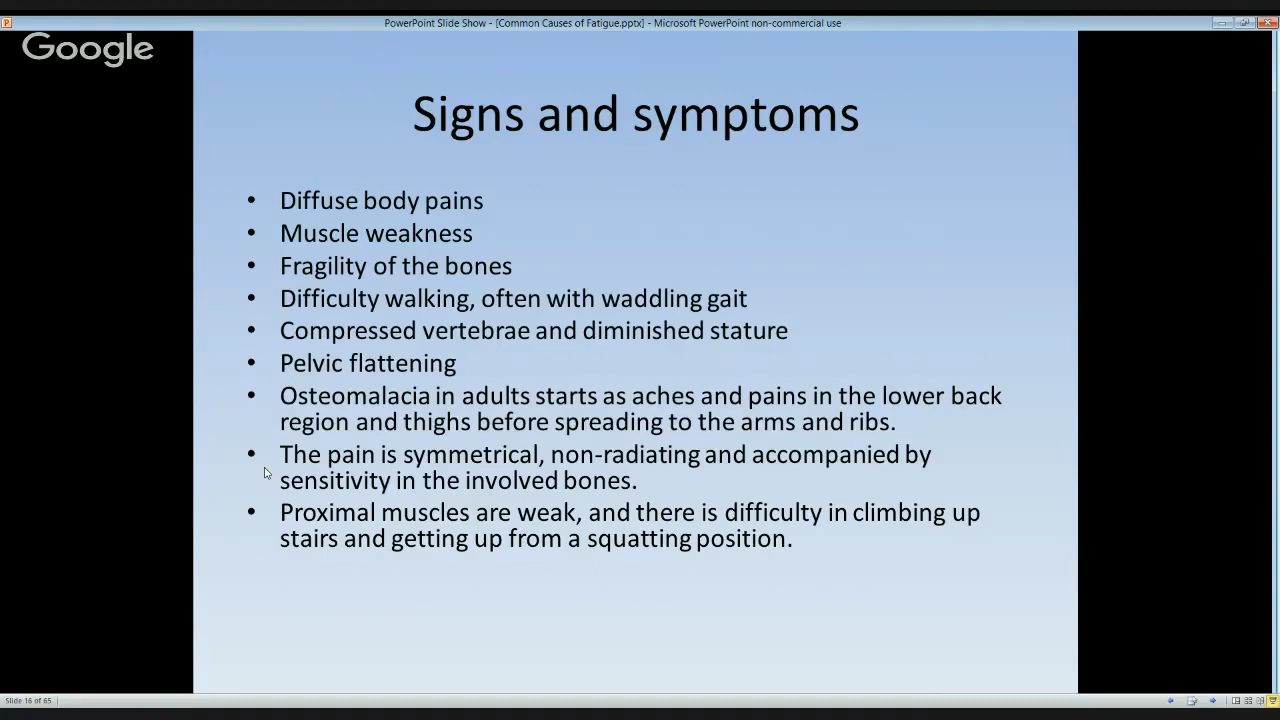 PowerPoint Slide Show - [Common Causes of Fatigue.pptx] - Microsoft PowerPoint non-commercial use
Google
Signs and symptoms
• Diffuse body pains
• Muscle weakness
• Fragility of the bones
• Difficulty walking, often with waddling gait
• Compressed vertebrae and diminished stature
• Pelvic flattening
• Osteomalacia in adults starts as aches and pains in the lower back
region and thighs before spreading to the arms and ribs.
• The pain is symmetrical, non-radiating and accompanied by
sensitivity in the involved bones.
• Proximal muscles are weak, and there is difficulty in climbing up
stairs and getting up from a squatting position.
Slide 16 of 65